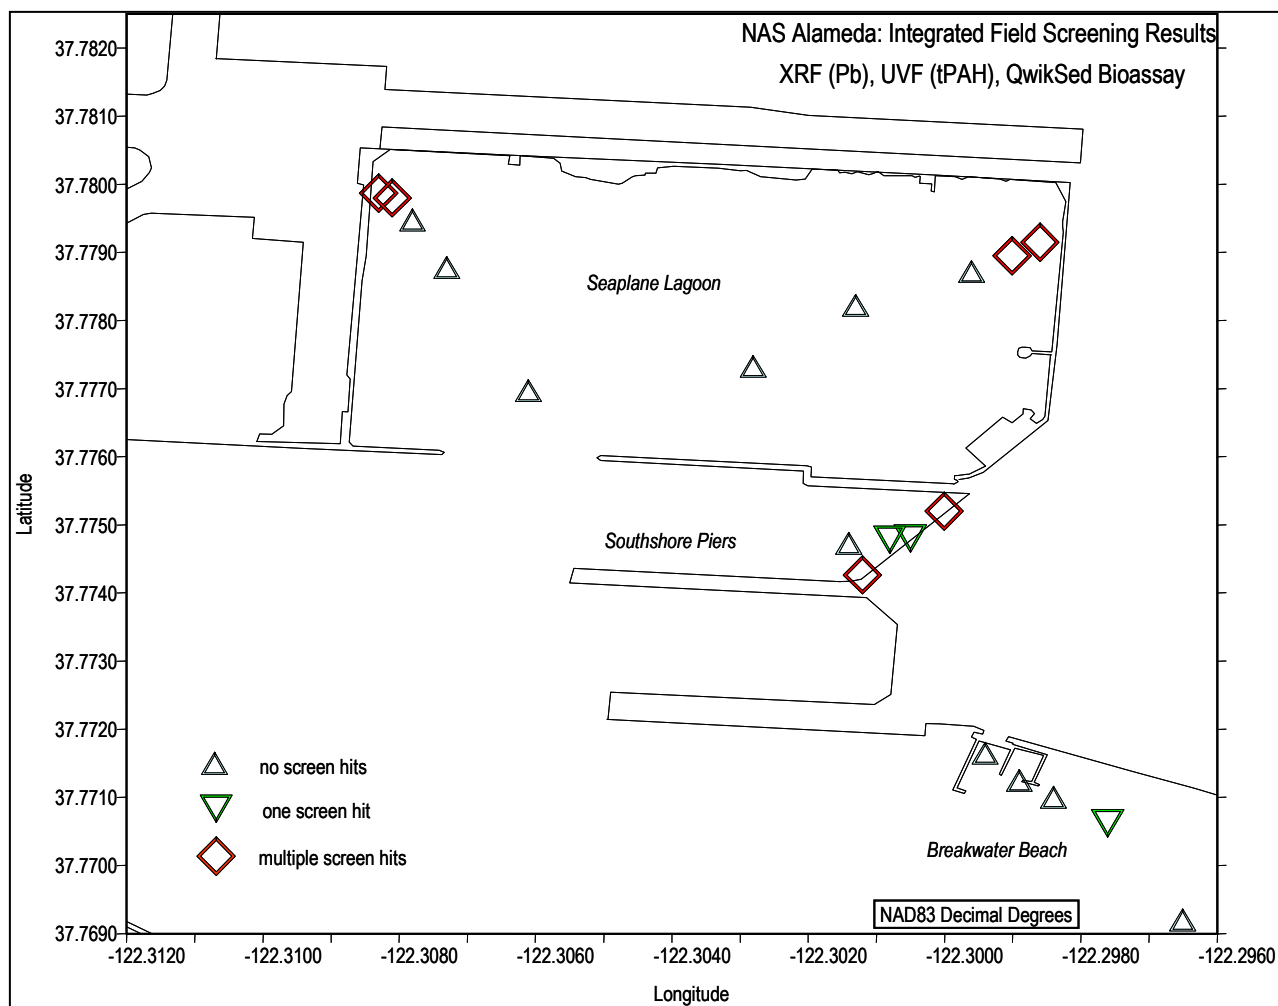 NAS Alameda: Integrated Field Screening Results
XRF (Pb), UVF (tPAH), QwikSed Bioassay
37.7820
37.7810
37.7800
37.7790
37.7780
37.7770
37.7760
37.7750
37.7740
37.7730
37.7720
37.7710
37.7700
37.7690
Latitude
Seaplane Lagoon
Southshore Piers
Breakwater Beach
no screen hits
one screen hit
multiple screen hits
NAD83 Decimal Degrees
-122.3120
-122.3100
-122.3080
-122.3060
-122.3040
-122.3020
-122.3000
-122.2980
-122.2960
Longitude